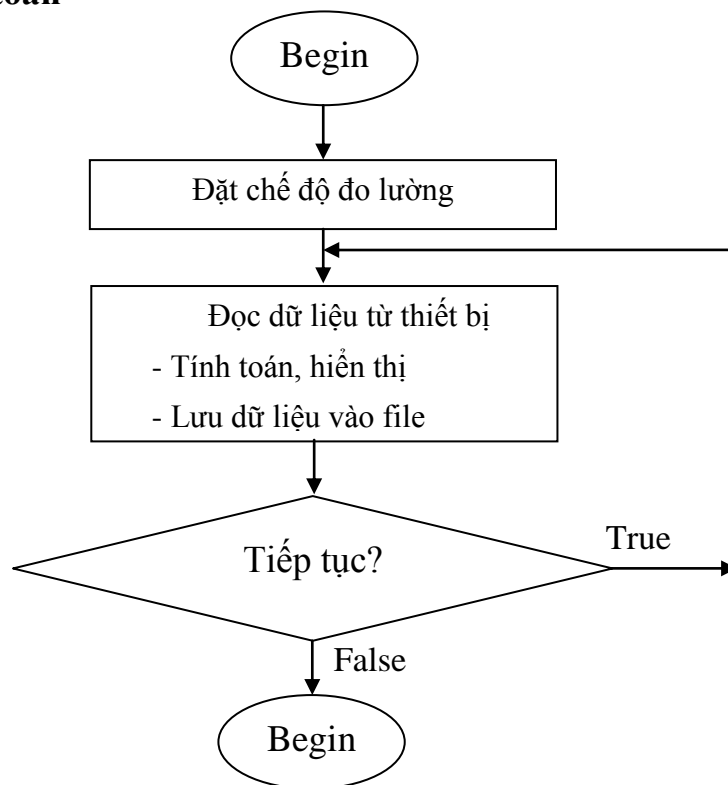 Begin
Đặt chế độ đo lường
Đọc dữ liệu từ thiết bị
- Tính toán, hiển thị
- Lưu dữ liệu vào file
Tiếp tục?
True
False
Begin